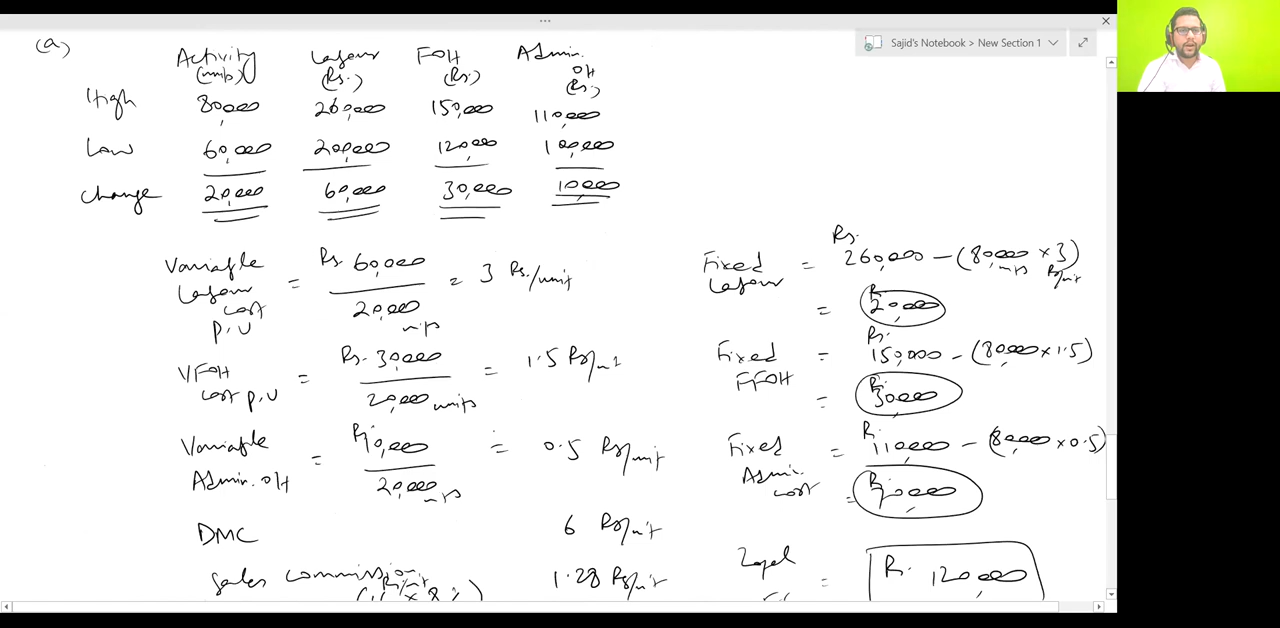 Sajid's Notebook > New Section 1
(a)
Activity (units) Labour (Rs.) FOH (Rs.) Admin. OH (Rs.)
High 80,000 260,000 150,000 110,000
Low 60,000 200,000 120,000 100,000
Change 20,000 60,000 30,000 10,000
Variable Labour cost p.u = Rs. 60,000 / 20,000 units = 3 Rs./unit
Fixed Labour = Rs. 260,000 - (80,000 units × 3 Rs/unit)
= R. 20,000
VFOH cost p.u = Rs. 30,000 / 20,000 units = 1.5 Rs/unit
Fixed FFOH = Rs. 150,000 - (80,000 × 1.5)
= R. 30,000
Variable Admin. OH = R. 10,000 / 20,000 units = 0.5 Rs/unit
Fixed Admin. cost = R. 110,000 - (80,000 × 0.5)
= R. 70,000
DMC 6 Rs/unit
Sales commission 1.28 Rs/unit
= R. 120,000